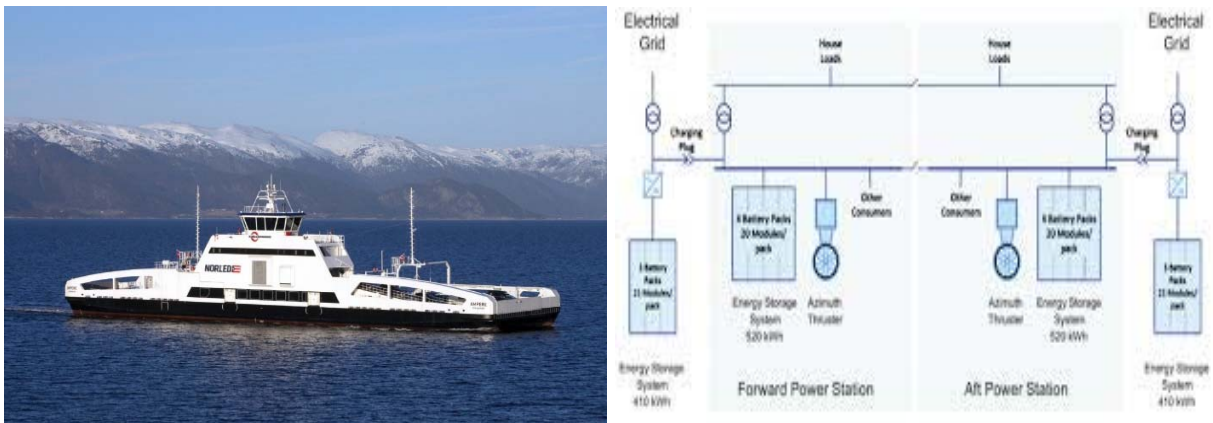 NORLED
AMPERE
AMPERE
Electrical
Grid
House
Loads
House
Loads
Electrical
Grid
Charging
Plug
Charging
Plug
Other
Consumers
Other
Consumers
6 Battery Packs
20 Modules/
pack
6 Battery Packs
20 Modules/
pack
Battery
Packs
21 Modules/
pack
Battery
Packs
21 Modules/
pack
Energy Storage
System
520 kWh
Azimuth
Thruster
Azimuth
Thruster
Energy Storage
System
520 kWh
Energy Storage
System
410 kWh
Energy Storage
System
410 kWh
Forward Power Station
Aft Power Station